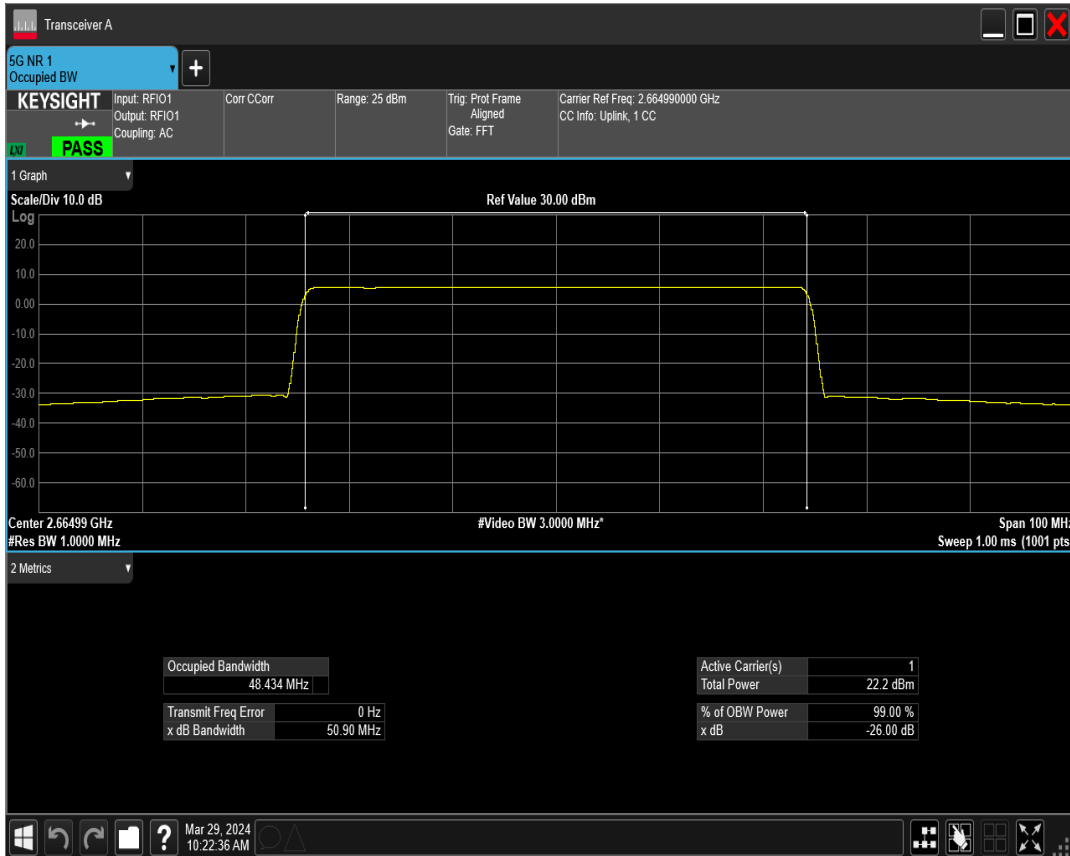 Transceiver A
5G NR 1
Occupied BW
+
KEYSIGHT
LXI
PASS
Input: RFIO1
Output: RFIO1
Coupling: AC
Corr CCorr
Range: 25 dBm
Trig: Prot Frame
Aligned
Gate: FFT
Carrier Ref Freq: 2.664990000 GHz
CC Info: Uplink, 1 CC
1 Graph
Scale/Div 10.0 dB
Ref Value 30.00 dBm
Log
20.0
10.0
0.00
-10.0
-20.0
-30.0
-40.0
-50.0
-60.0
Center 2.66499 GHz
#Video BW 3.0000 MHz*
Span 100 MHz
#Res BW 1.0000 MHz
Sweep 1.00 ms (1001 pts
2 Metrics
Occupied Bandwidth
48.434 MHz
Transmit Freq Error 0 Hz
x dB Bandwidth 50.90 MHz
Active Carrier(s) 1
Total Power 22.2 dBm
% of OBW Power 99.00 %
x dB -26.00 dB
?
Mar 29, 2024
10:22:36 AM